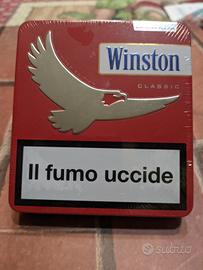 Winston
CLASSIC
Il fumo uccide
subito